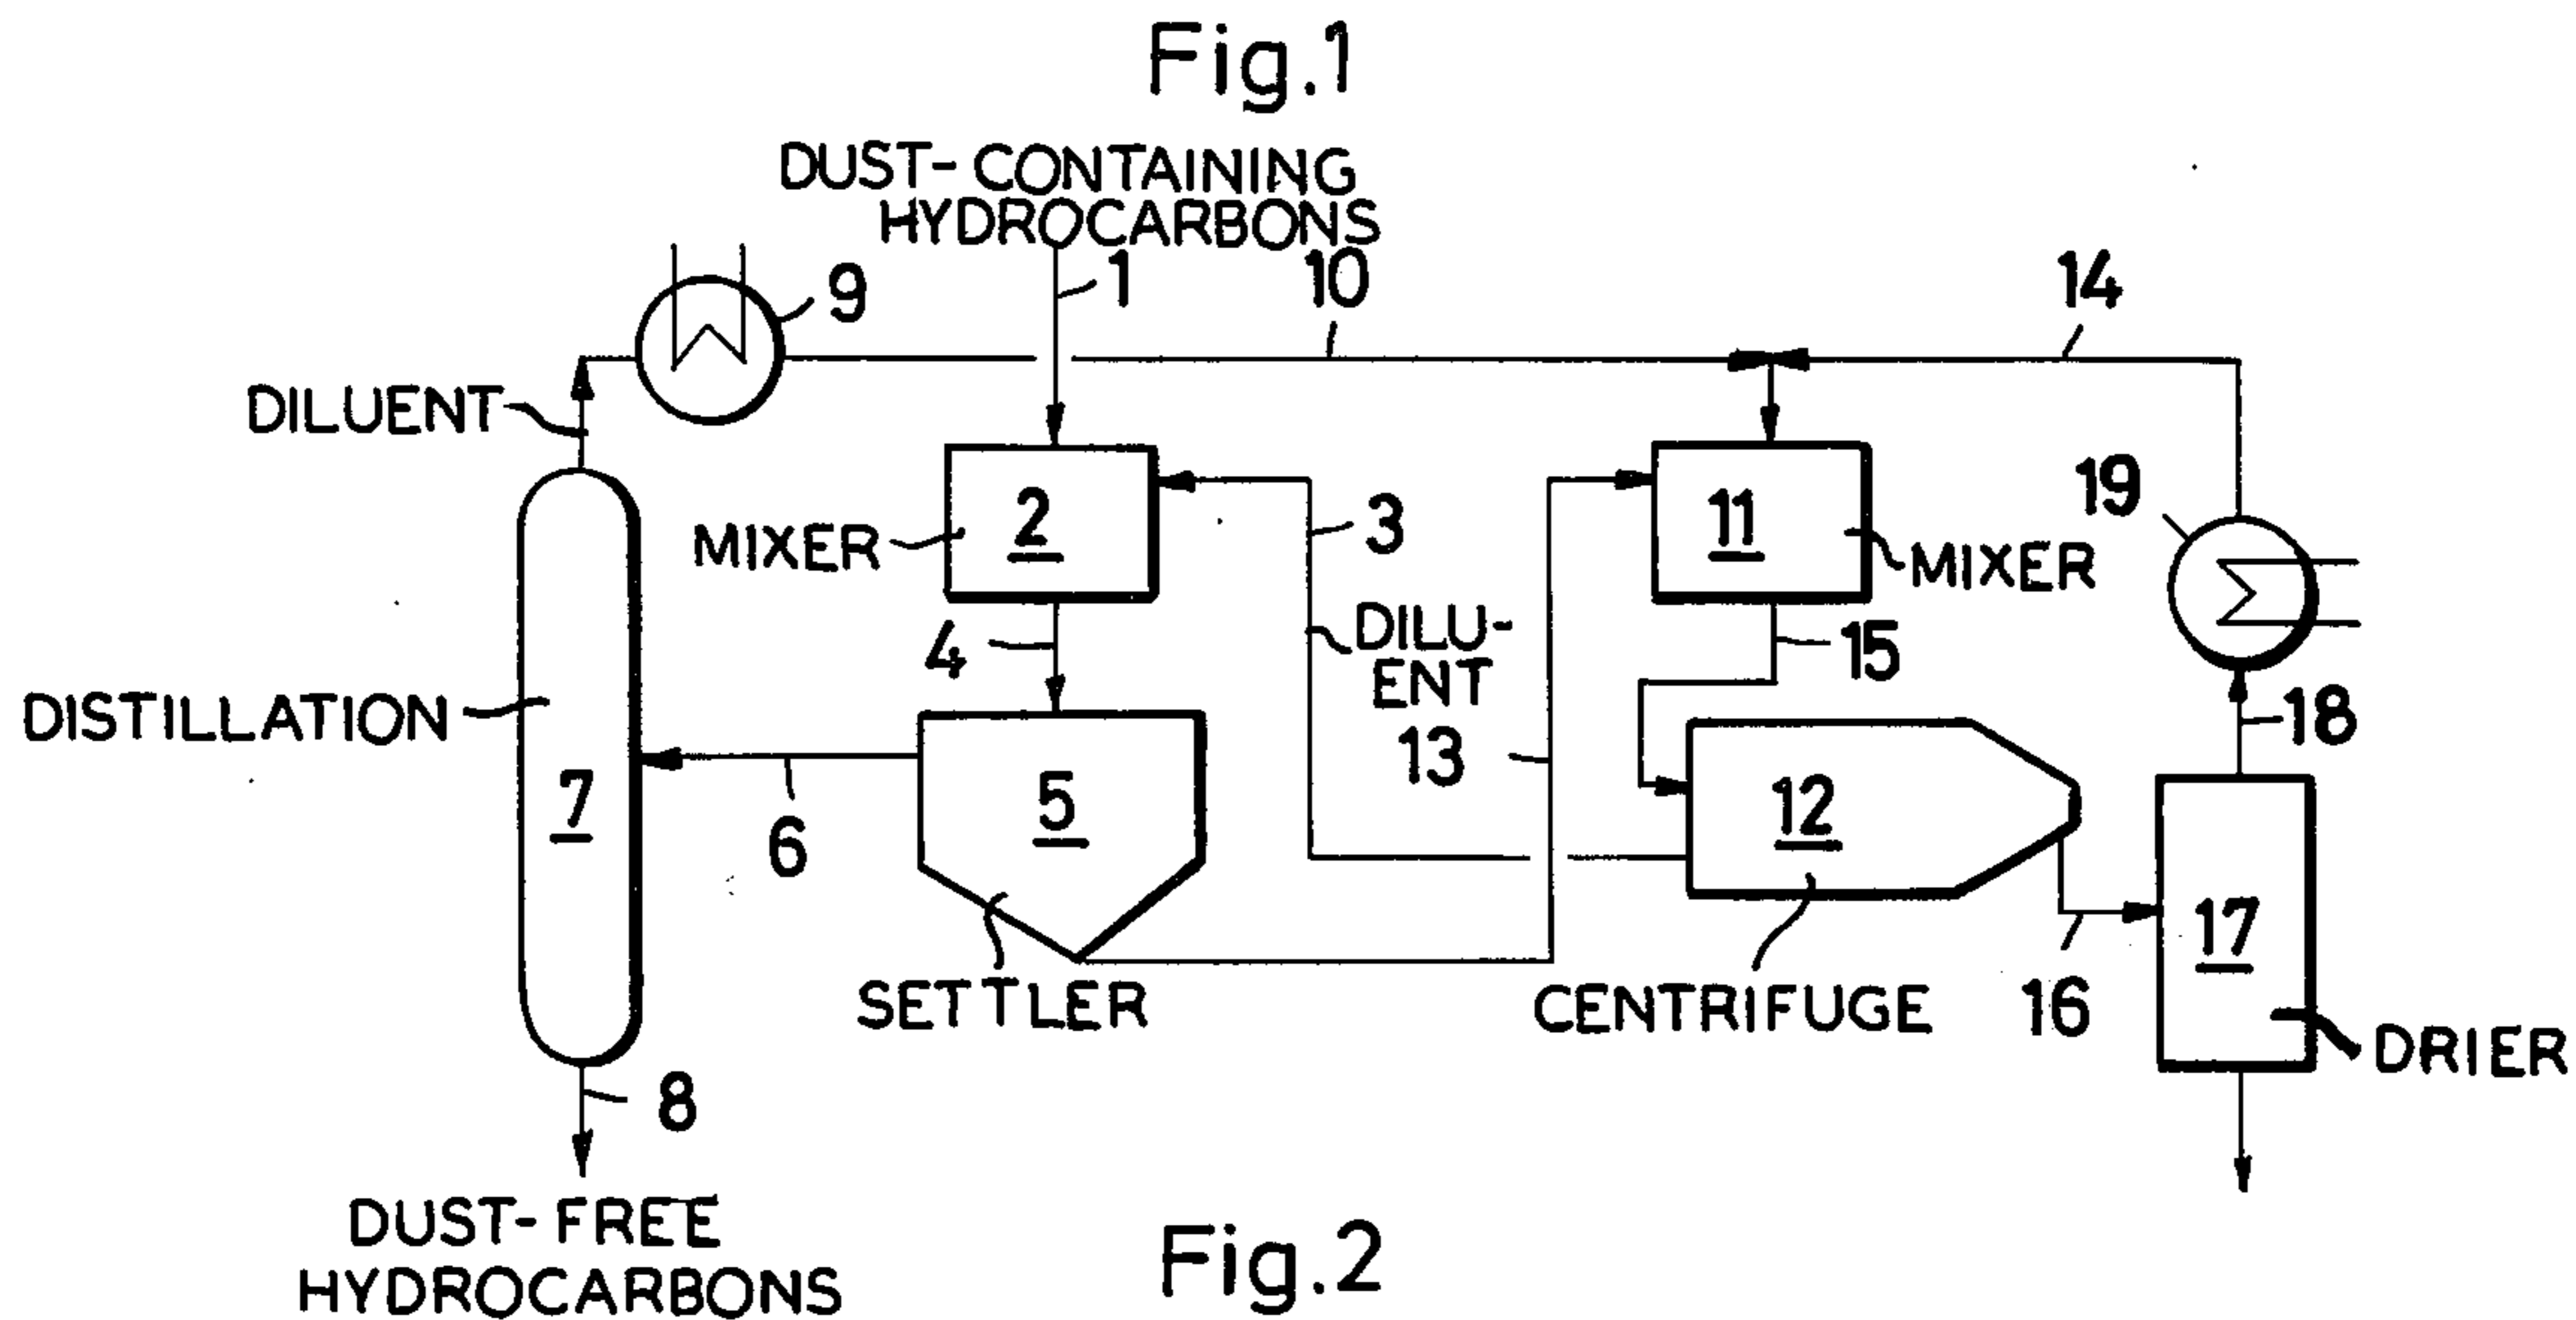 Fig.1
DUST- CONTAINING
HYDROCARBONS
1
10
14
9
DILUENT
2
MIXER
3
11
MIXER
19
4
DILU-
ENT
15
DISTILLATION
7
6
5
13
12
18
SETTLER
CENTRIFUGE
16
17
DRIER
8
DUST- FREE
HYDROCARBONS
Fig.2